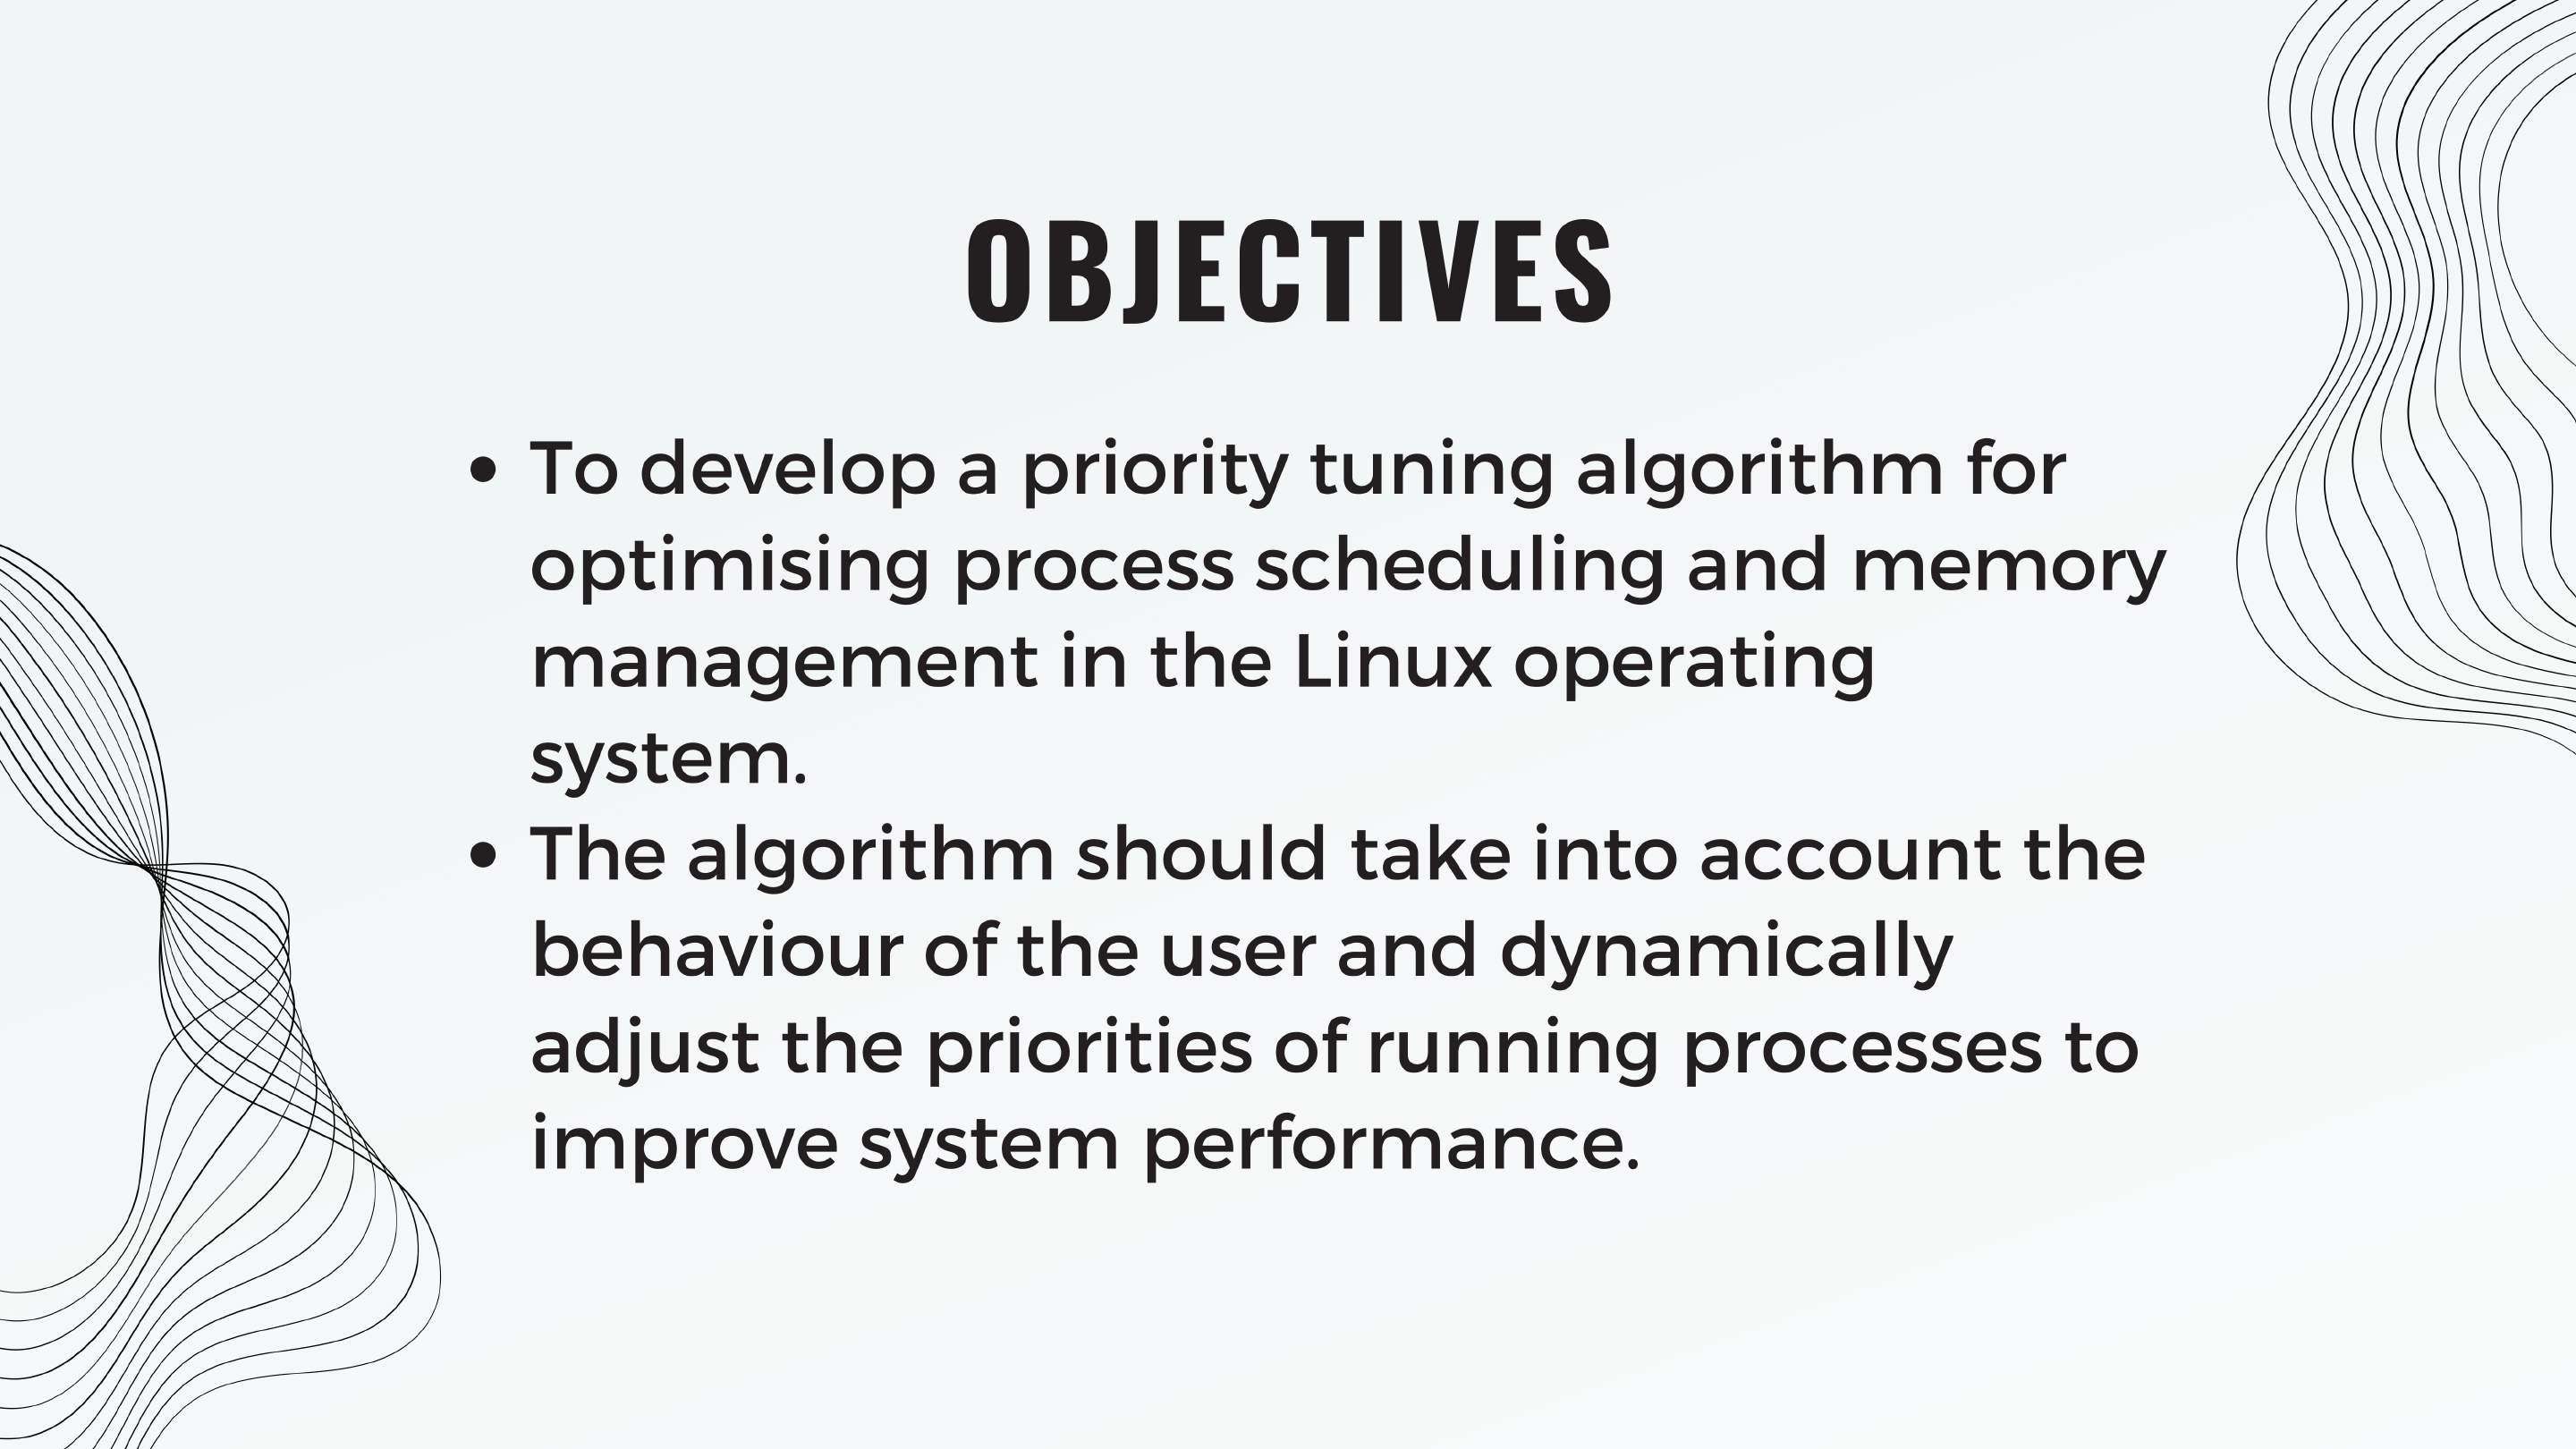 OBJECTIVES
• To develop a priority tuning algorithm for
optimising process scheduling and memory
management in the Linux operating
system.
• The algorithm should take into account the
behaviour of the user and dynamically
adjust the priorities of running processes to
improve system performance.